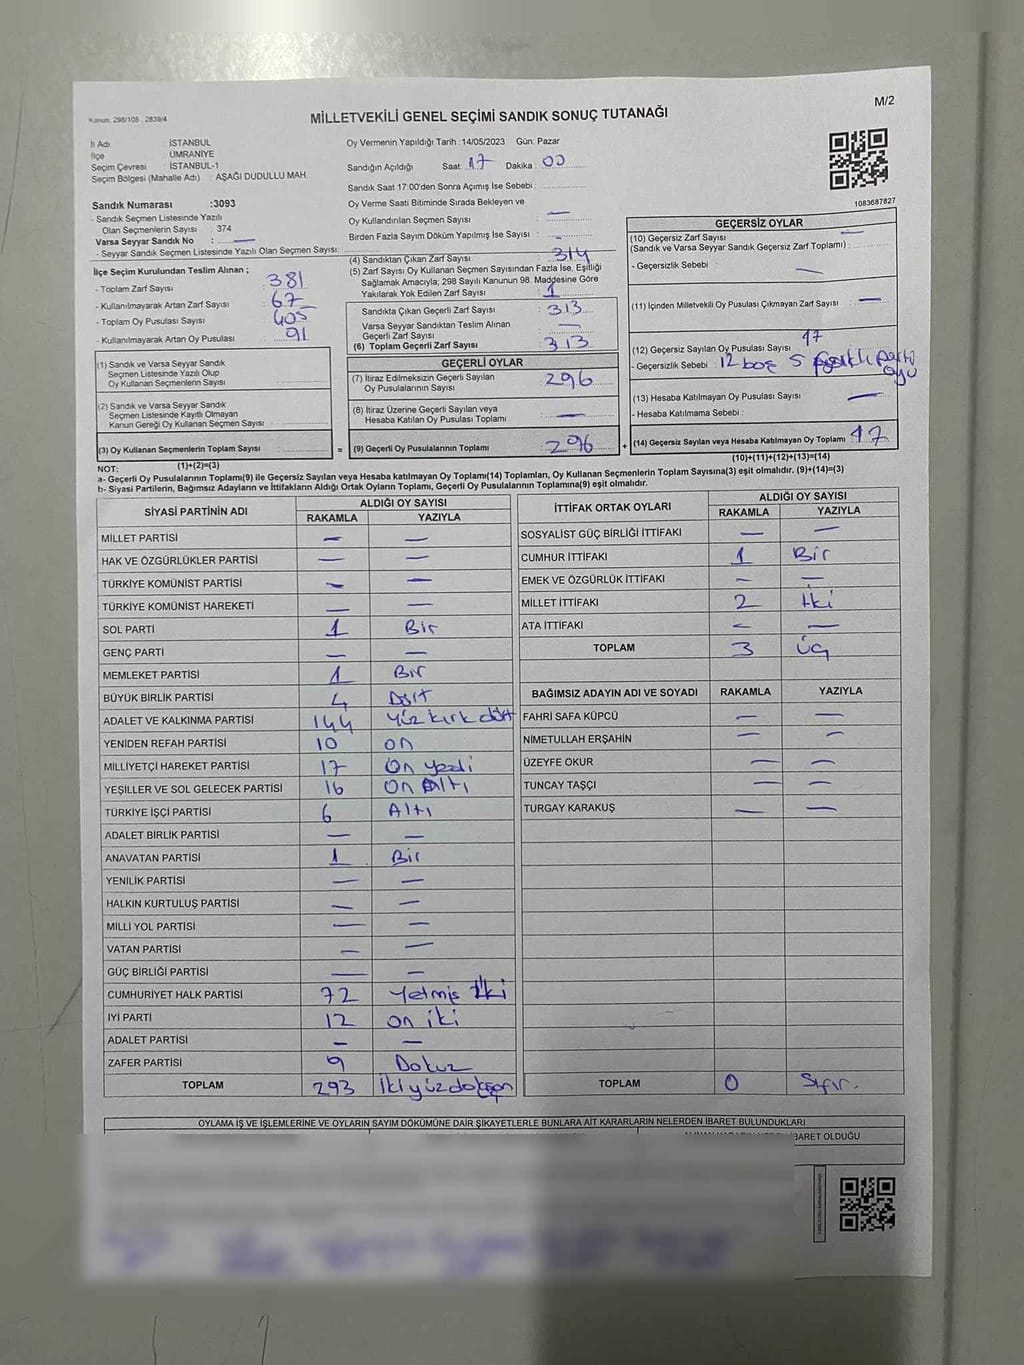 Kanun: 298/105 , 2839/4
MİLLETVEKİLİ GENEL SEÇİMİ SANDIK SONUÇ TUTANAĞI
M/2
İl Adı İSTANBUL
İlçe ÜMRANİYE
Seçim Çevresi : İSTANBUL-1
Seçim Bölgesi (Mahalle Adı) : AŞAĞI DUDULLU MAH.
Sandık Numarası :3093
- Sandık Seçmen Listesinde Yazılı
Olan Seçmenlerin Sayısı : 374
Varsa Seyyar Sandık No : —
- Seyyar Sandık Seçmen Listesinde Yazılı Olan Seçmen Sayısı:
İlçe Seçim Kurulundan Teslim Alınan ;
- Toplam Zarf Sayısı : 381
- Kullanılmayarak Artan Zarf Sayısı : 67
- Toplam Oy Pusulası Sayısı : 405
- Kullanılmayarak Artan Oy Pusulası : 91
(1) Sandık ve Varsa Seyyar Sandık
Seçmen Listesinde Yazılı Olup
Oy Kullanan Seçmenlerin Sayısı :
(2) Sandık ve Varsa Seyyar Sandık
Seçmen Listesinde Kayıtlı Olmayan
Kanun Gereği Oy Kullanan Seçmen Sayısı :
(3) Oy Kullanan Seçmenlerin Toplam Sayısı :
(1)+(2)=(3)
Oy Vermenin Yapıldığı Tarih :14/05/2023 Gün: Pazar
Sandığın Açıldığı Saat: 17 Dakika : 00
Sandık Saat 17:00'den Sonra Açımış İse Sebebi :
Oy Verme Saati Bitiminde Sırada Bekleyen ve
Oy Kullandırılan Seçmen Sayısı : —
Birden Fazla Sayım Döküm Yapılmış İse Sayısı : -
(4) Sandıktan Çıkan Zarf Sayısı : 314
(5) Zarf Sayısı Oy Kullanan Seçmen Sayısından Fazla İse, Eşitliği
Sağlamak Amacıyla; 298 Sayılı Kanunun 98. Maddesine Göre
Yakılarak Yok Edilen Zarf Sayısı : 1
Sandıkta Çıkan Geçerli Zarf Sayısı : 313
Varsa Seyyar Sandıktan Teslim Alınan
Geçerli Zarf Sayısı : —
(6) Toplam Geçerli Zarf Sayısı : 313
GEÇERLİ OYLAR
(7) İtiraz Edilmeksizin Geçerli Sayılan
Oy Pusulalarının Sayısı : 296
(8) İtiraz Üzerine Geçerli Sayılan veya
Hesaba Katılan Oy Pusulası Toplamı : —
= (9) Geçerli Oy Pusulalarının Toplamı : 296
1083687827
GEÇERSİZ OYLAR
(10) Geçersiz Zarf Sayısı —
(Sandık ve Varsa Seyyar Sandık Geçersiz Zarf Toplamı) :
- Geçersizlik Sebebi : —
(11) İçinden Milletvekili Oy Pusulası Çıkmayan Zarf Sayısı : —
(12) Geçersiz Sayılan Oy Pusulası Sayısı : 17
- Geçersizlik Sebebi : 12 boş 5 parti oyu
(13) Hesaba Katılmayan Oy Pusulası Sayısı : —
- Hesaba Katılmama Sebebi :
+ (14) Geçersiz Sayılan veya Hesaba Katılmayan Oy Toplamı : 17
(10)+(11)+(12)+(13)=(14)
NOT:
a- Geçerli Oy Pusulalarının Toplamı(9) ile Geçersiz Sayılan veya Hesaba katılmayan Oy Toplamı(14) Toplamları, Oy Kullanan Seçmenlerin Toplam Sayısına(3) eşit olmalıdır. (9)+(14)=(3)
b- Siyasi Partilerin, Bağımsız Adayların ve İttifakların Aldığı Ortak Oyların Toplamı, Geçerli Oy Pusulalarının Toplamına(9) eşit olmalıdır.
SİYASİ PARTİNİN ADI ALDIĞI OY SAYISI
RAKAMLA YAZIYLA
MİLLET PARTİSİ — —
HAK VE ÖZGÜRLÜKLER PARTİSİ — —
TÜRKİYE KOMÜNİST PARTİSİ — —
TÜRKİYE KOMÜNİST HAREKETİ — —
SOL PARTİ 1 Bir
GENÇ PARTİ — —
MEMLEKET PARTİSİ 1 Bir
BÜYÜK BİRLİK PARTİSİ 4 Dört
ADALET VE KALKINMA PARTİSİ 144 Yüz kırk dört
YENİDEN REFAH PARTİSİ 10 on
MİLLİYETÇİ HAREKET PARTİSİ 17 On yedi
YEŞİLLER VE SOL GELECEK PARTİSİ 16 On Altı
TÜRKİYE İŞÇİ PARTİSİ 6 Altı
ADALET BİRLİK PARTİSİ — —
ANAVATAN PARTİSİ 1 Bir
YENİLİK PARTİSİ — —
HALKIN KURTULUŞ PARTİSİ — —
MİLLİ YOL PARTİSİ — —
VATAN PARTİSİ — —
GÜÇ BİRLİĞİ PARTİSİ — —
CUMHURİYET HALK PARTİSİ 72 Yetmiş İki
İYİ PARTİ 12 on iki
ADALET PARTİSİ — —
ZAFER PARTİSİ 9 Dokuz
TOPLAM 293 İki yüz doksan
İTTİFAK ORTAK OYLARI ALDIĞI OY SAYISI
RAKAMLA YAZIYLA
SOSYALİST GÜÇ BİRLİĞİ İTTİFAKI — —
CUMHUR İTTİFAKI 1 Bir
EMEK VE ÖZGÜRLÜK İTTİFAKI — —
MİLLET İTTİFAKI 2 İki
ATA İTTİFAKI — —
TOPLAM 3 Üç
BAĞIMSIZ ADAYIN ADI VE SOYADI RAKAMLA YAZIYLA
FAHRİ SAFA KÜPCÜ — —
NİMETULLAH ERŞAHİN — —
ÜZEYFE OKUR — —
TUNCAY TAŞÇI — —
TURGAY KARAKUŞ — —
TOPLAM 0 Sıfır.
OYLAMA İŞ VE İŞLEMLERİNE VE OYLARIN SAYIM DÖKÜMÜNE DAİR ŞİKAYETLERLE BUNLARA AİT KARARLARIN NELERDEN İBARET BULUNDUKLARI
İBARET OLDUĞU